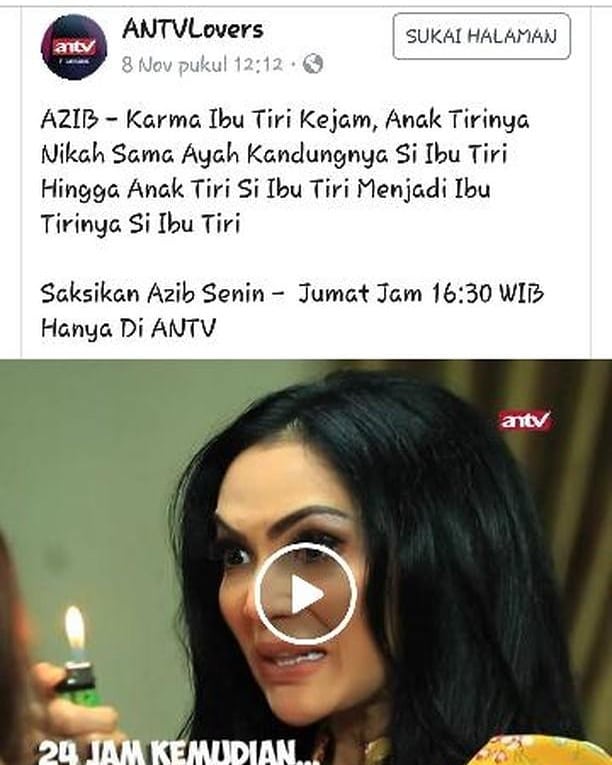 antv
ANTVLovers
SUKAI HALAMAN
8 Nov pukul 12:12 ·
AZIB - Karma Ibu Tiri Kejam, Anak Tirinya
Nikah Sama Ayah Kandungnya Si Ibu Tiri
Hingga Anak Tiri Si Ibu Tiri Menjadi Ibu
Tirinya Si Ibu Tiri
Saksikan Azib Senin - Jumat Jam 16:30 WIB
Hanya Di ANTV
antv
24 JAM KEMUDIAN...